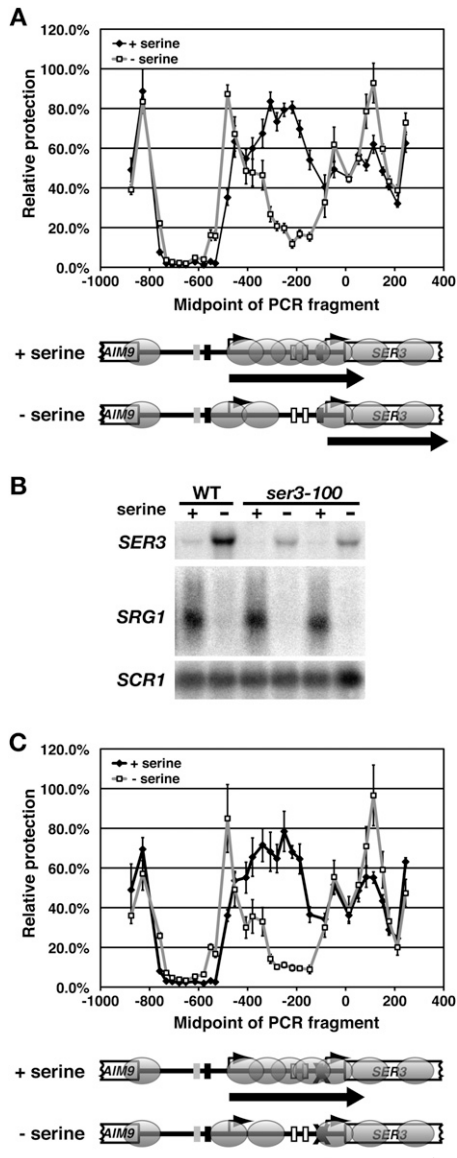 A
120.0%
+ serine
- serine
100.0%
80.0%
60.0%
40.0%
20.0%
0.0%
Relative protection
-1000 -800 -600 -400 -200 0 200 400
Midpoint of PCR fragment
+ serine AIM9 SER3
- serine AIM9 SER3
B
WT ser3-100
serine + - + - + -
SER3
SRG1
SCR1
C
120.0%
+ serine
- serine
100.0%
80.0%
60.0%
40.0%
20.0%
0.0%
Relative protection
-1000 -800 -600 -400 -200 0 200 400
Midpoint of PCR fragment
+ serine AIM9 X SER3
- serine AIM9 X SER3